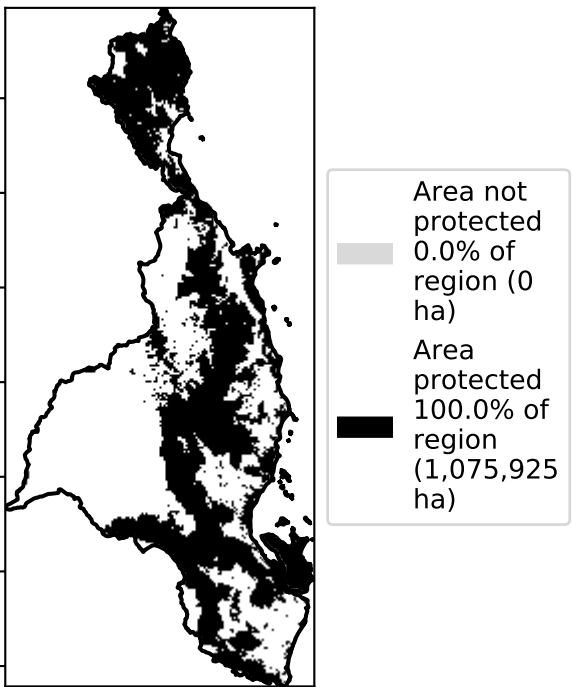 Area not
protected
0.0% of
region (0
ha)
Area
protected
100.0% of
region
(1,075,925
ha)